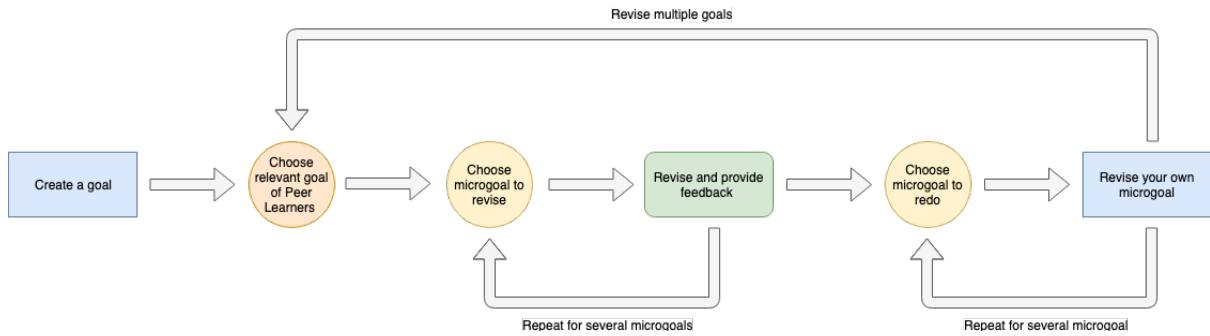 Revise multiple goals
Create a goal
Choose
relevant goal
of Peer
Learners
Choose
microgoal to
revise
Revise and provide
feedback
Choose
microgoal to
redo
Revise your own
microgoal
Repeat for several microgoals
Repeat for several microgoal